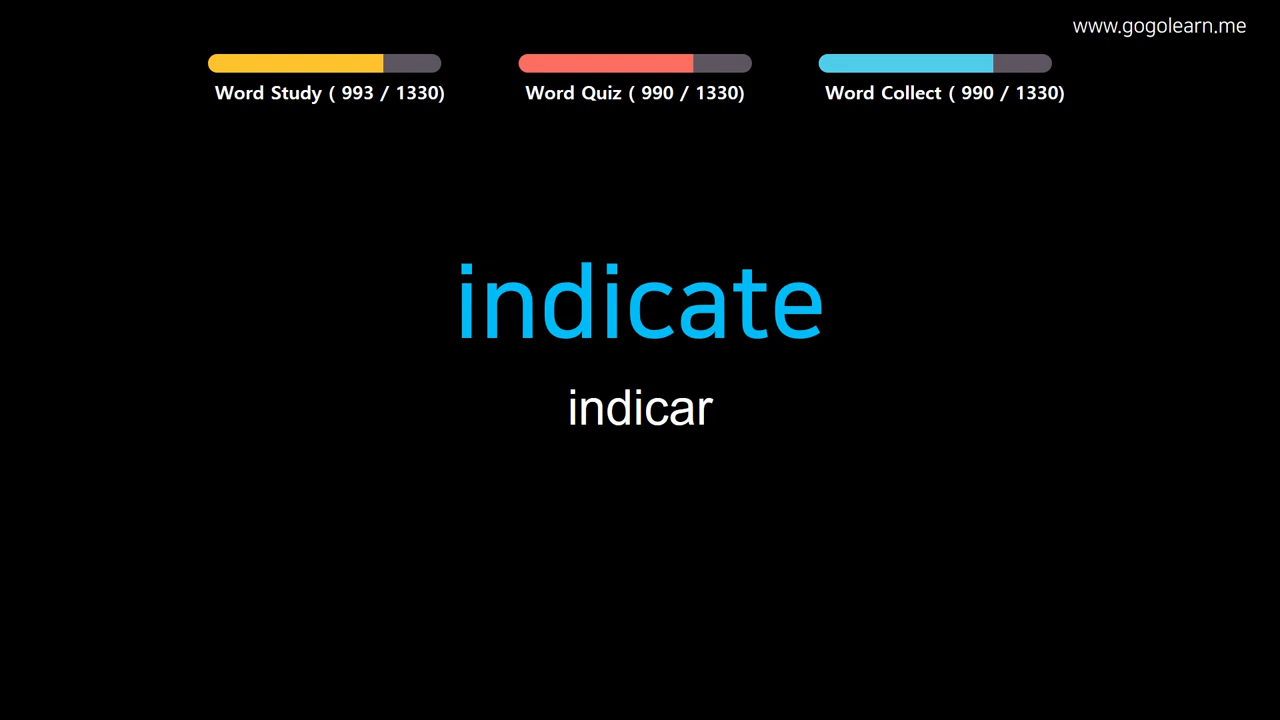 www.gogolearn.me
Word Study ( 993 / 1330)
Word Quiz ( 990 / 1330)
Word Collect ( 990 / 1330)
indicate
indicar